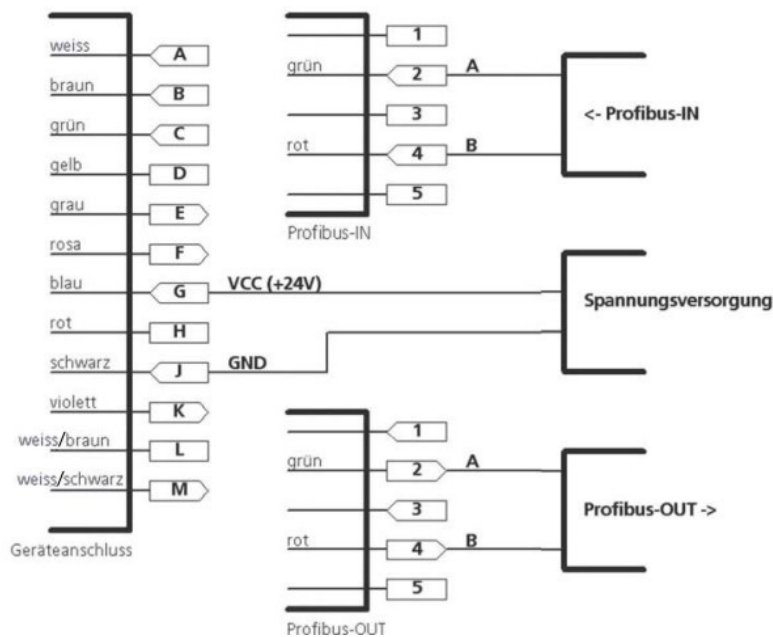 weiss
A
braun
B
grün
C
gelb
D
grau
E
rosa
F
blau
G
VCC (+24V)
rot
H
schwarz
J
GND
violett
K
weiss/braun
L
weiss/schwarz
M
Geräteanschluss
1
grün
2
A
3
rot
4
B
5
Profibus-IN
<- Profibus-IN
Spannungsversorgung
1
grün
2
A
3
rot
4
B
5
Profibus-OUT
Profibus-OUT ->